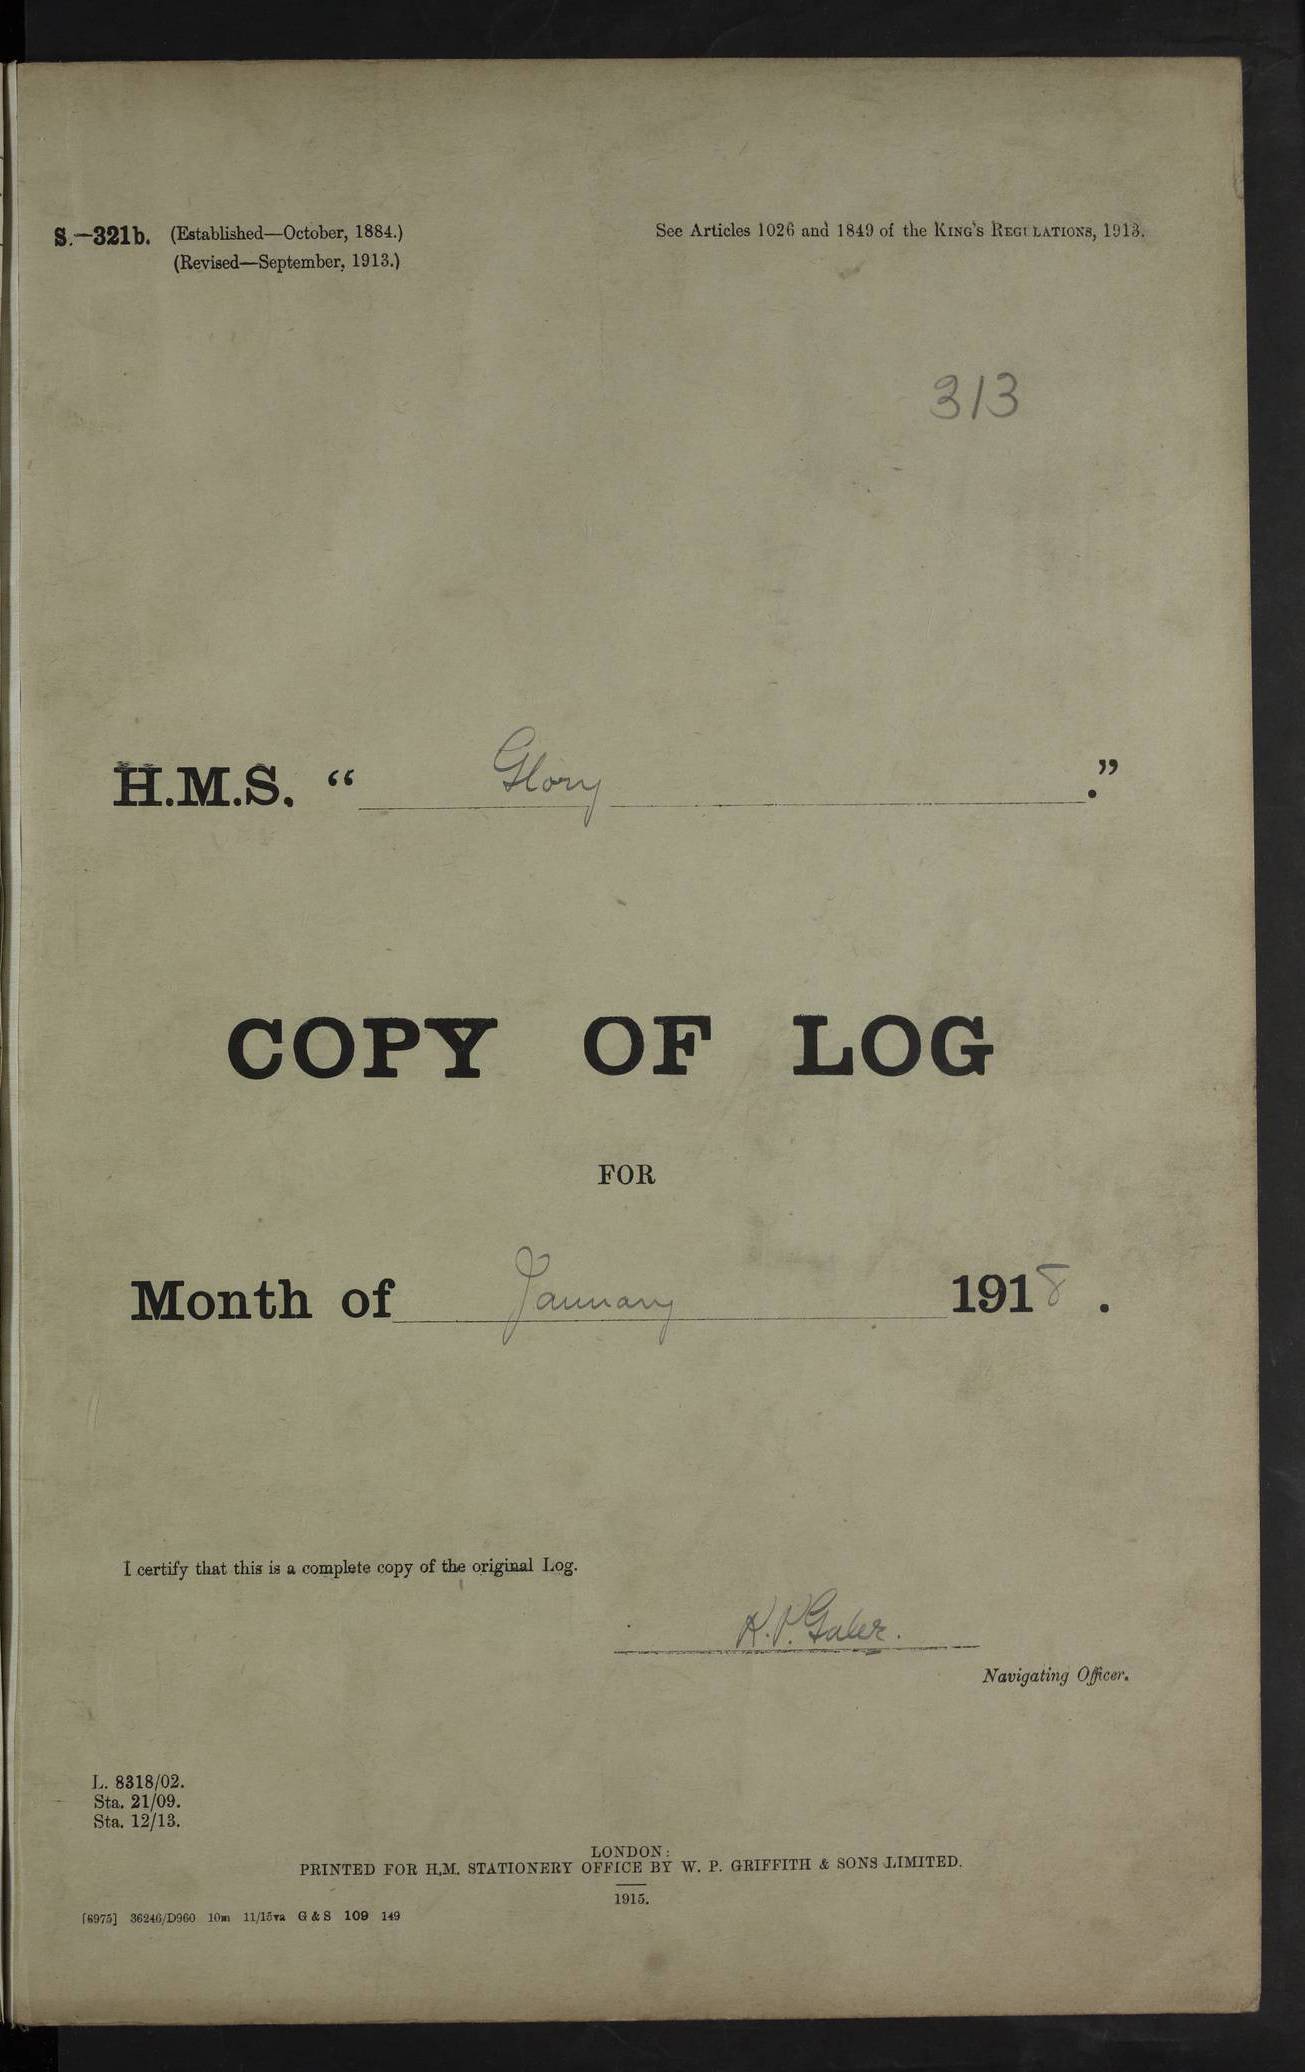 S.—321b. (Established—October, 1884.)
(Revised—September, 1913.)
See Articles 1026 and 1849 of the King's Regulations, 1913.
313
H.M.S. “ Glory .”
COPY OF LOG
FOR
Month of January 1918 .
I certify that this is a complete copy of the original Log.
Navigating Officer.
L. 8318/02.
Sta. 21/09.
Sta. 12/13.
LONDON:
PRINTED FOR H.M. STATIONERY OFFICE BY W. P. GRIFFITH & SONS LIMITED.
1915.
36246/D960 10m 11/15 G & S 109 149